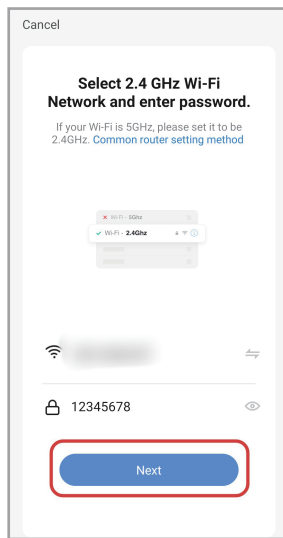 Cancel
Select 2.4 GHz Wi-Fi
Network and enter password.
If your Wi-Fi is 5GHz, please set it to be
2.4GHz. Common router setting method
Wi-Fi - 5Ghz
Wi-Fi - 2.4Ghz
12345678
Next